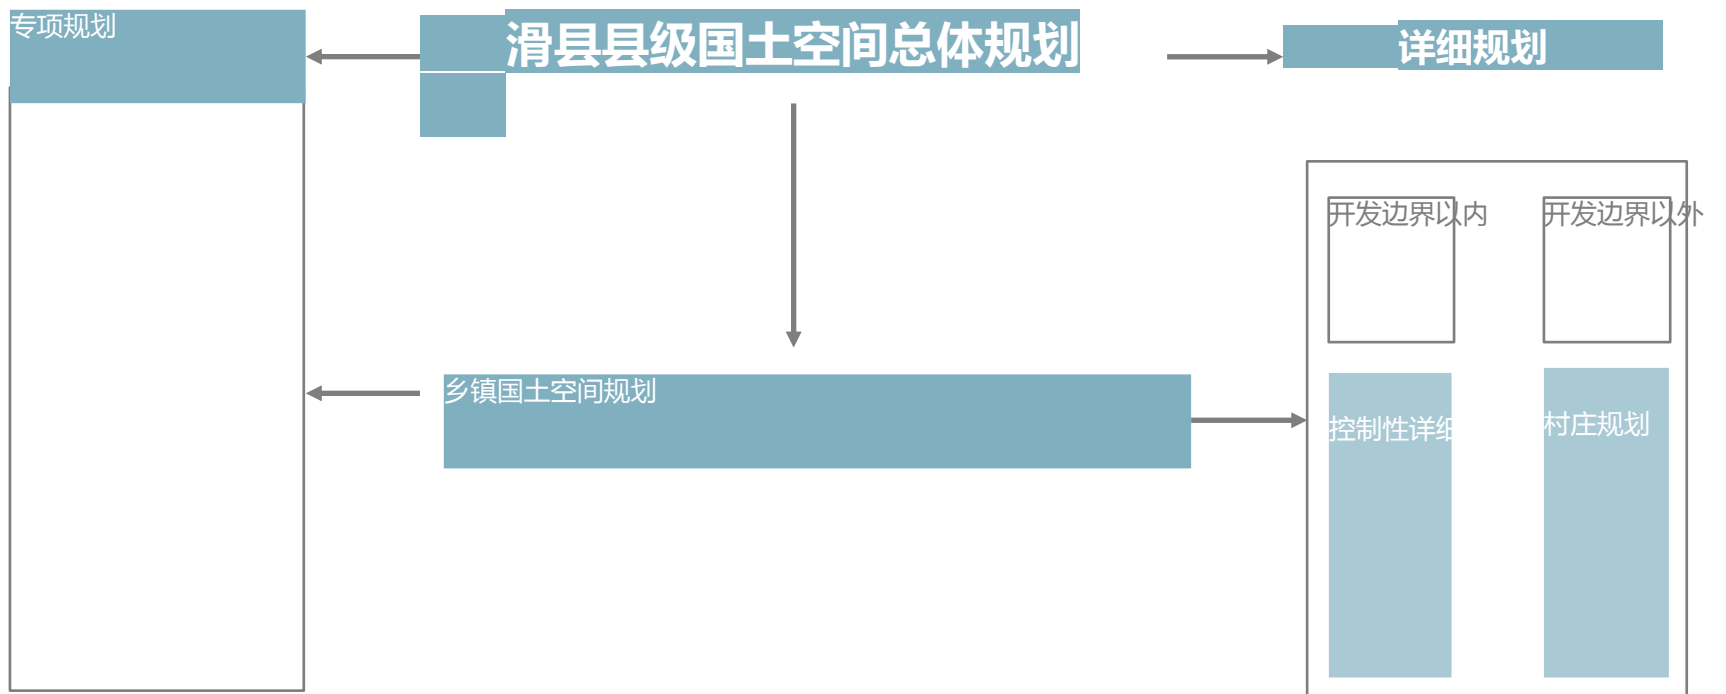 专项规划
滑县县级国土空间总体规划
详细规划
开发边界以内
开发边界以外
乡镇国土空间规划
控制性详细
村庄规划